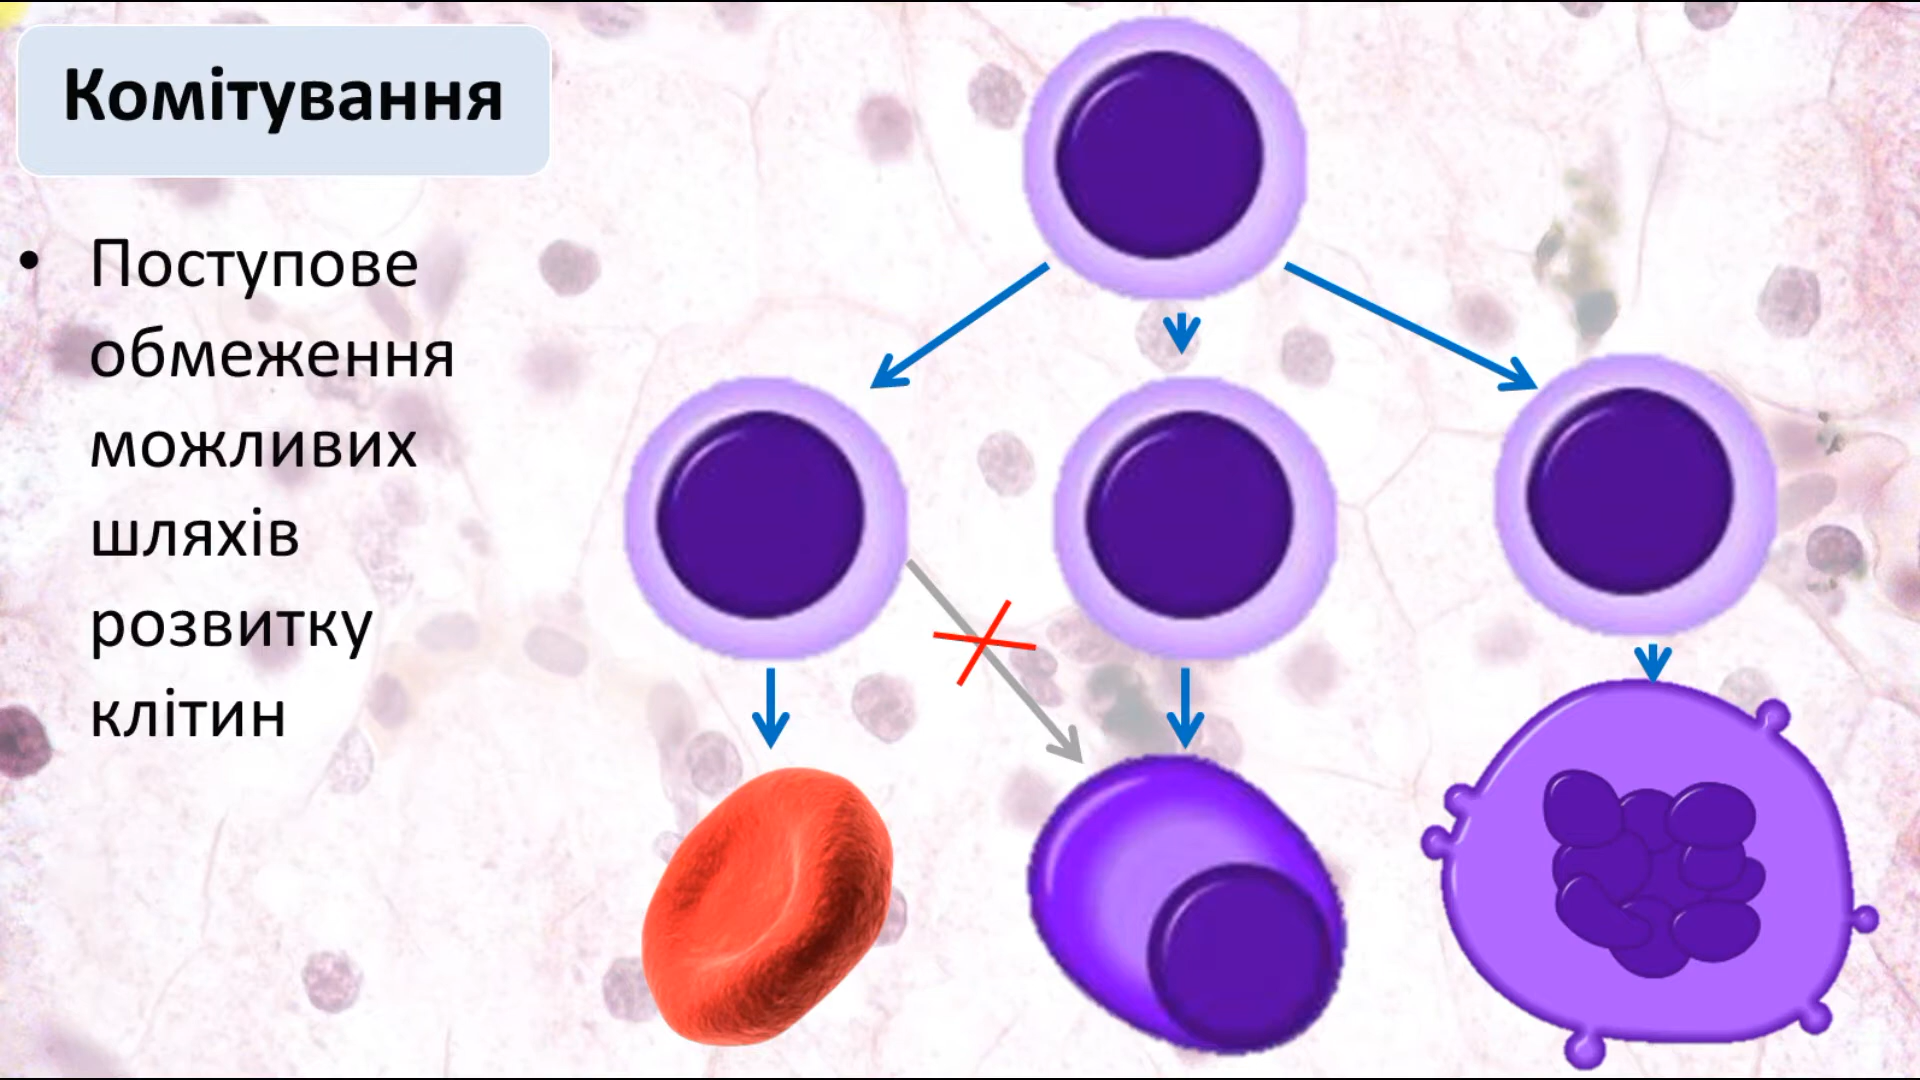 Комітування
• Поступове
обмеження
можливих
шляхів
розвитку
клітин